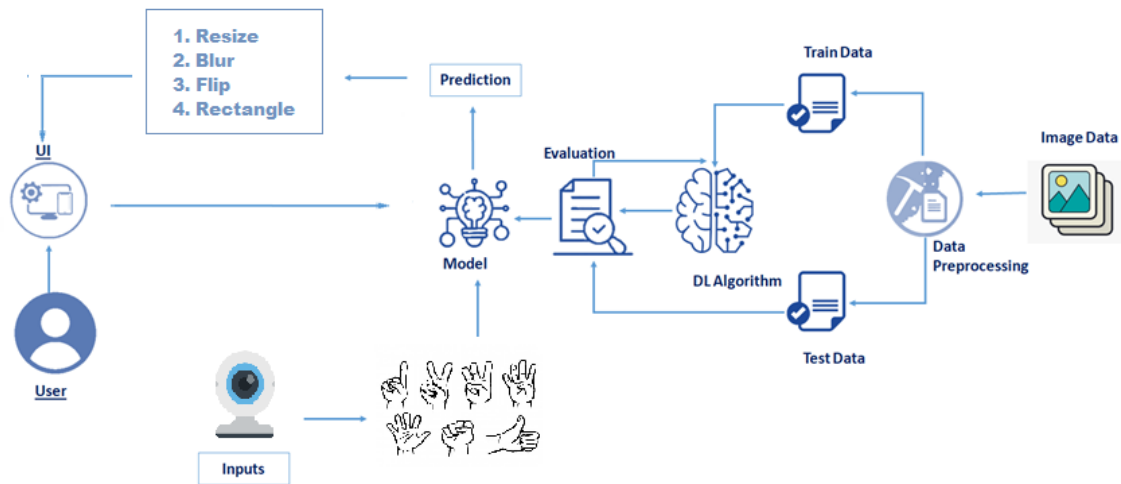 1. Resize
2. Blur
3. Flip
4. Rectangle
Prediction
Train Data
Image Data
UI
Evaluation
Model
DL Algorithm
Data
Preprocessing
Test Data
User
Inputs